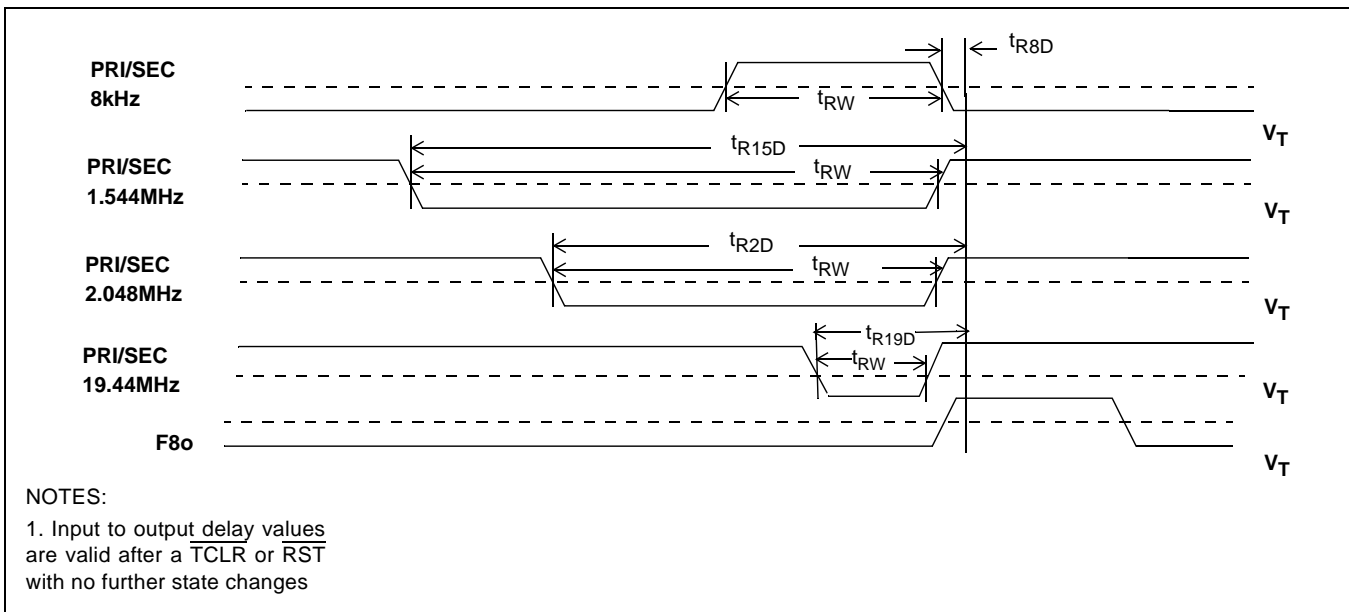 tR8D
PRI/SEC
8kHz
tRW
VT
tR15D
PRI/SEC
1.544MHz
tRW
VT
tR2D
PRI/SEC
2.048MHz
tRW
VT
tR19D
PRI/SEC
19.44MHz
tRW
VT
F8o
VT
NOTES:
1. Input to output delay values
are valid after a TCLR or RST
with no further state changes